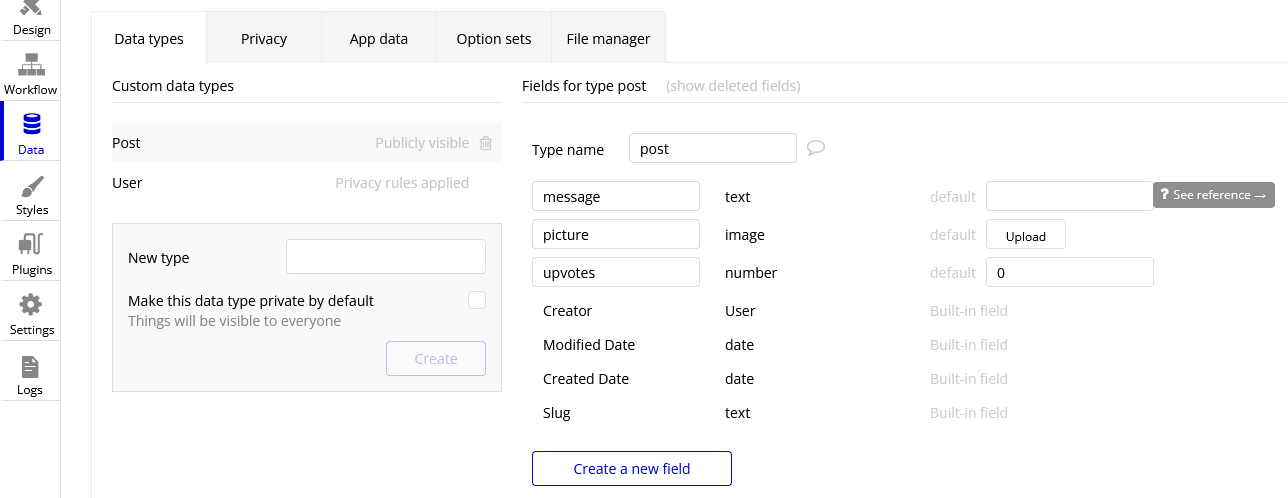 Design
Workflow
Data
Styles
Plugins
Settings
Logs
Data types Privacy App data Option sets File manager
Custom data types
Post Publicly visible
User Privacy rules applied
New type
Make this data type private by default
Things will be visible to everyone
Create
Fields for type post (show deleted fields)
Type name post
message text default ? See reference →
picture image default Upload
upvotes number default 0
Creator User Built-in field
Modified Date date Built-in field
Created Date date Built-in field
Slug text Built-in field
Create a new field